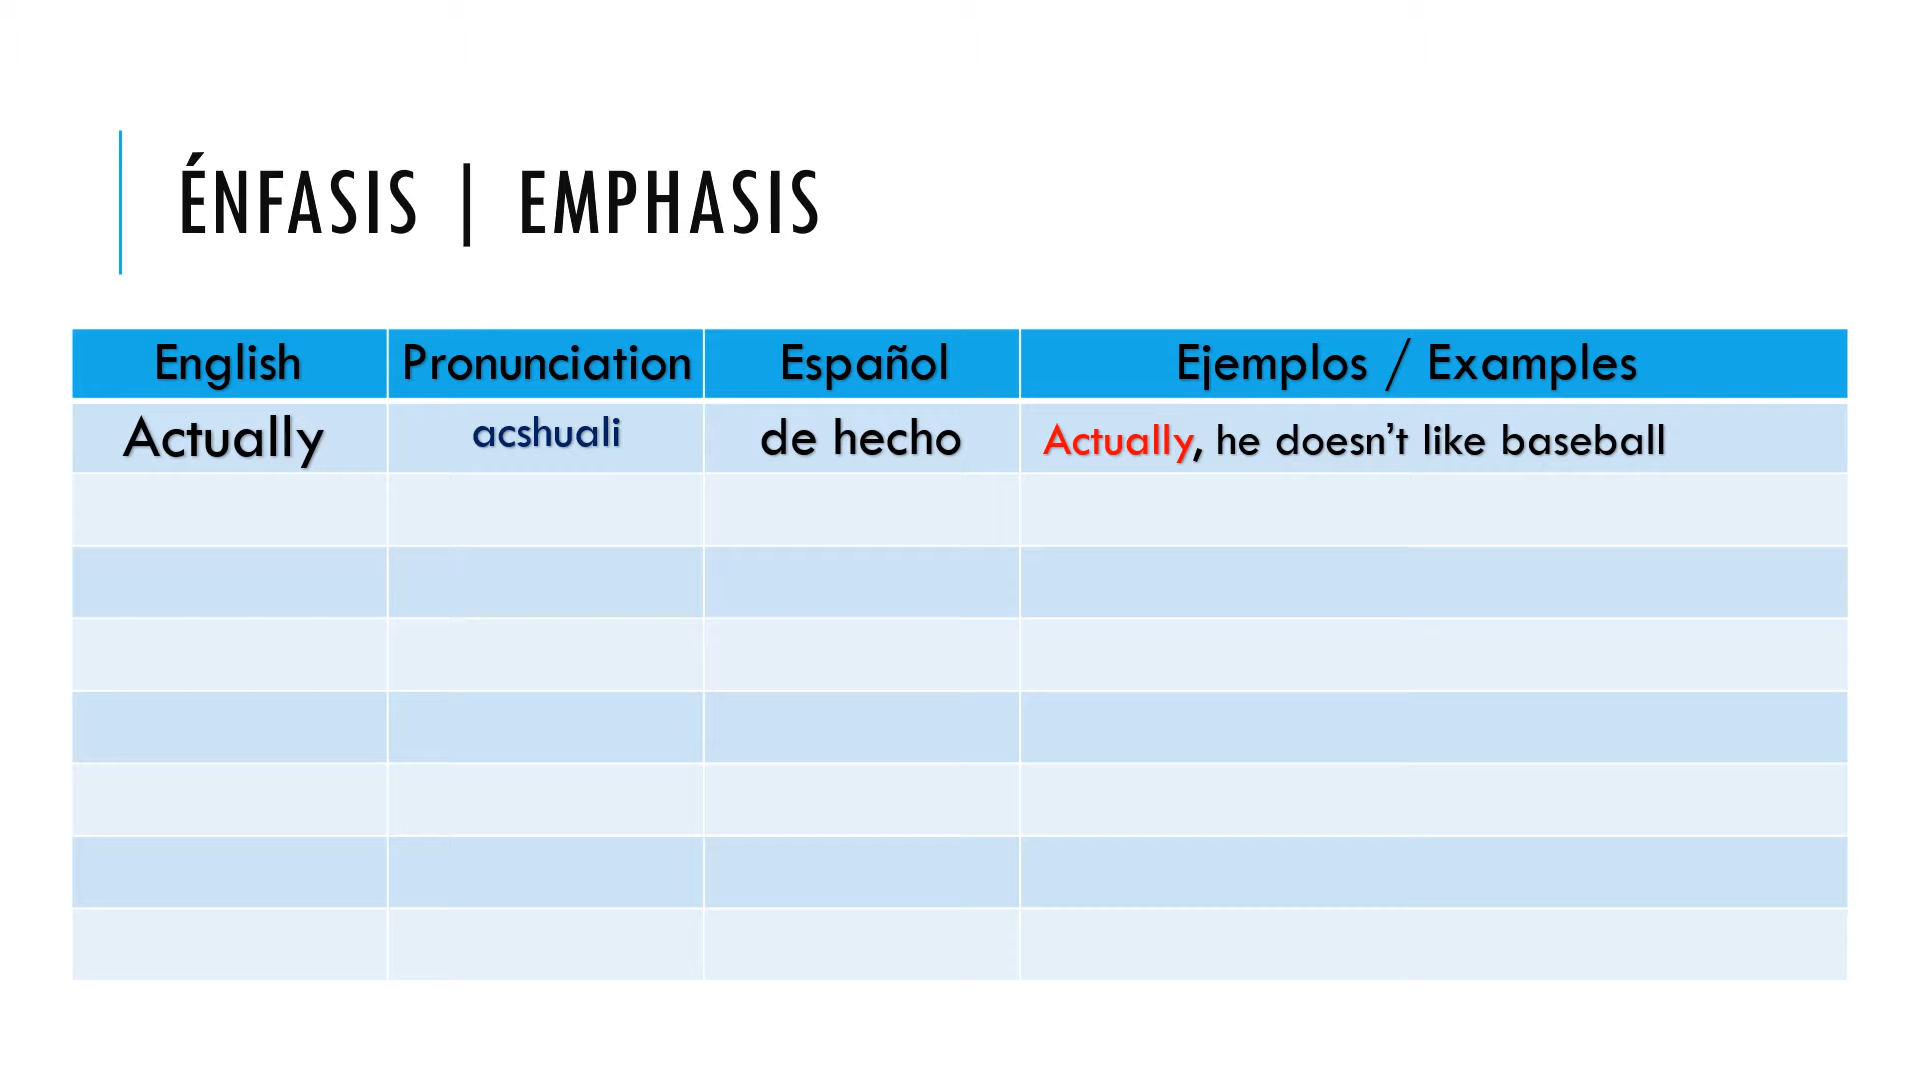 ÉNFASIS | EMPHASIS
English Pronunciation Español Ejemplos / Examples
Actually acshuali de hecho Actually, he doesn’t like baseball